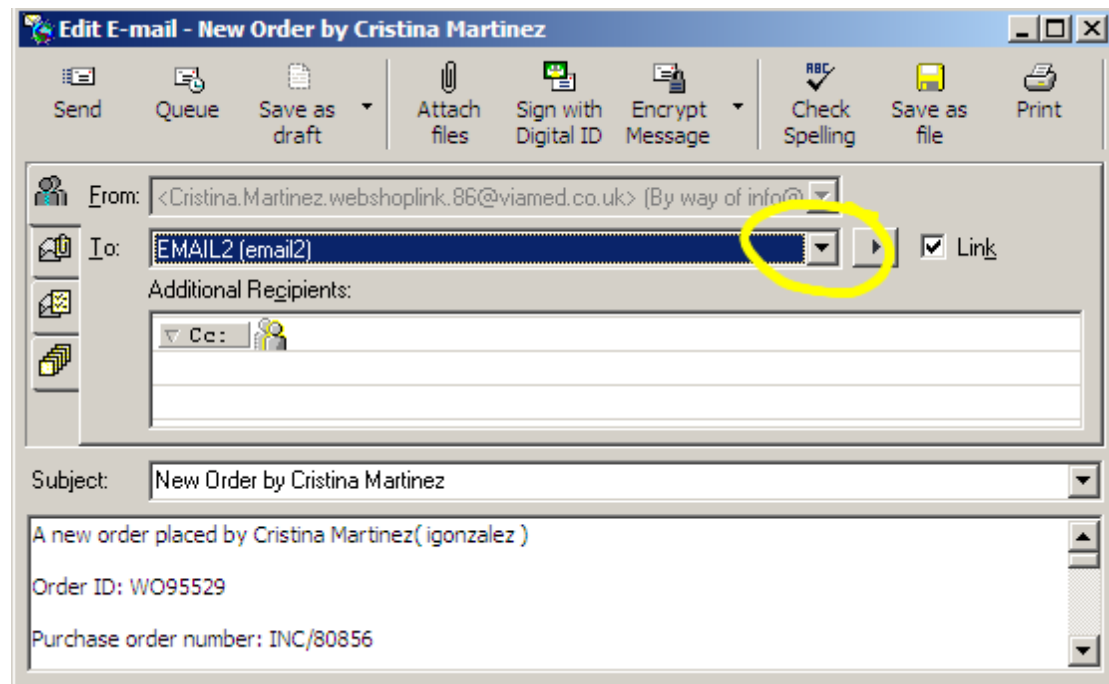 Edit E-mail - New Order by Cristina Martinez
Send Queue Save as draft Attach files Sign with Digital ID Encrypt Message ABC Check Spelling Save as file Print
From: <Cristina.Martinez.webshoplink.86@viamed.co.uk> (By way of info@
To: EMAIL2 (email2) Link
Additional Recipients:
Cc:
Subject: New Order by Cristina Martinez
A new order placed by Cristina Martinez( igonzalez )
Order ID: WO95529
Purchase order number: INC/80856